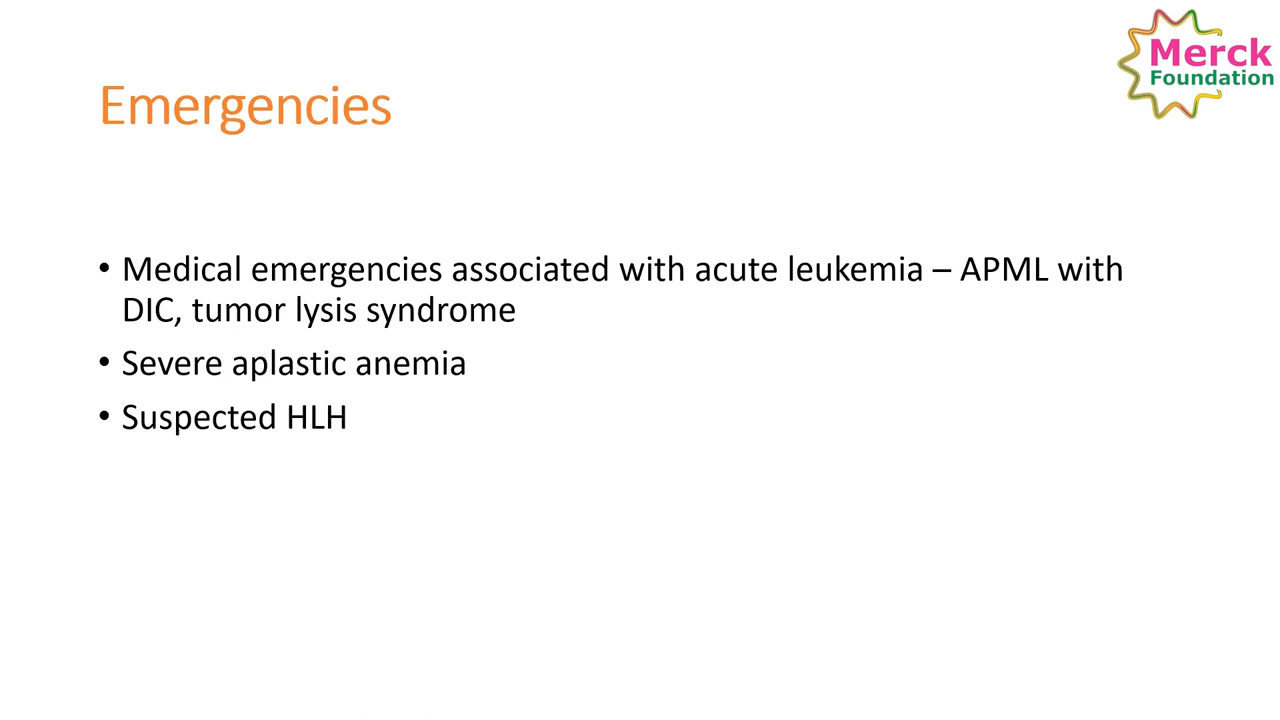 Merck
Foundation
Emergencies
• Medical emergencies associated with acute leukemia – APML with
DIC, tumor lysis syndrome
• Severe aplastic anemia
• Suspected HLH